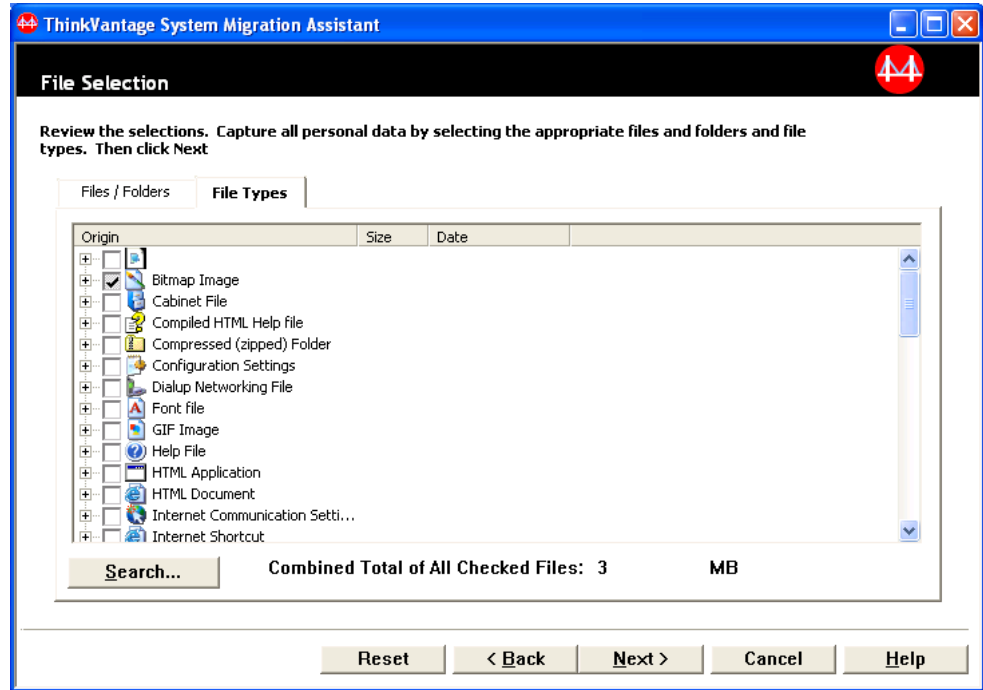 ThinkVantage System Migration Assistant
File Selection
Review the selections. Capture all personal data by selecting the appropriate files and folders and file
types. Then click Next
Files / Folders File Types
Origin Size Date
Bitmap Image
Cabinet File
Compiled HTML Help file
Compressed (zipped) Folder
Configuration Settings
Dialup Networking File
Font file
GIF Image
Help File
HTML Application
HTML Document
Internet Communication Setti...
Internet Shortcut
Search... Combined Total of All Checked Files: 3 MB
Reset < Back Next > Cancel Help